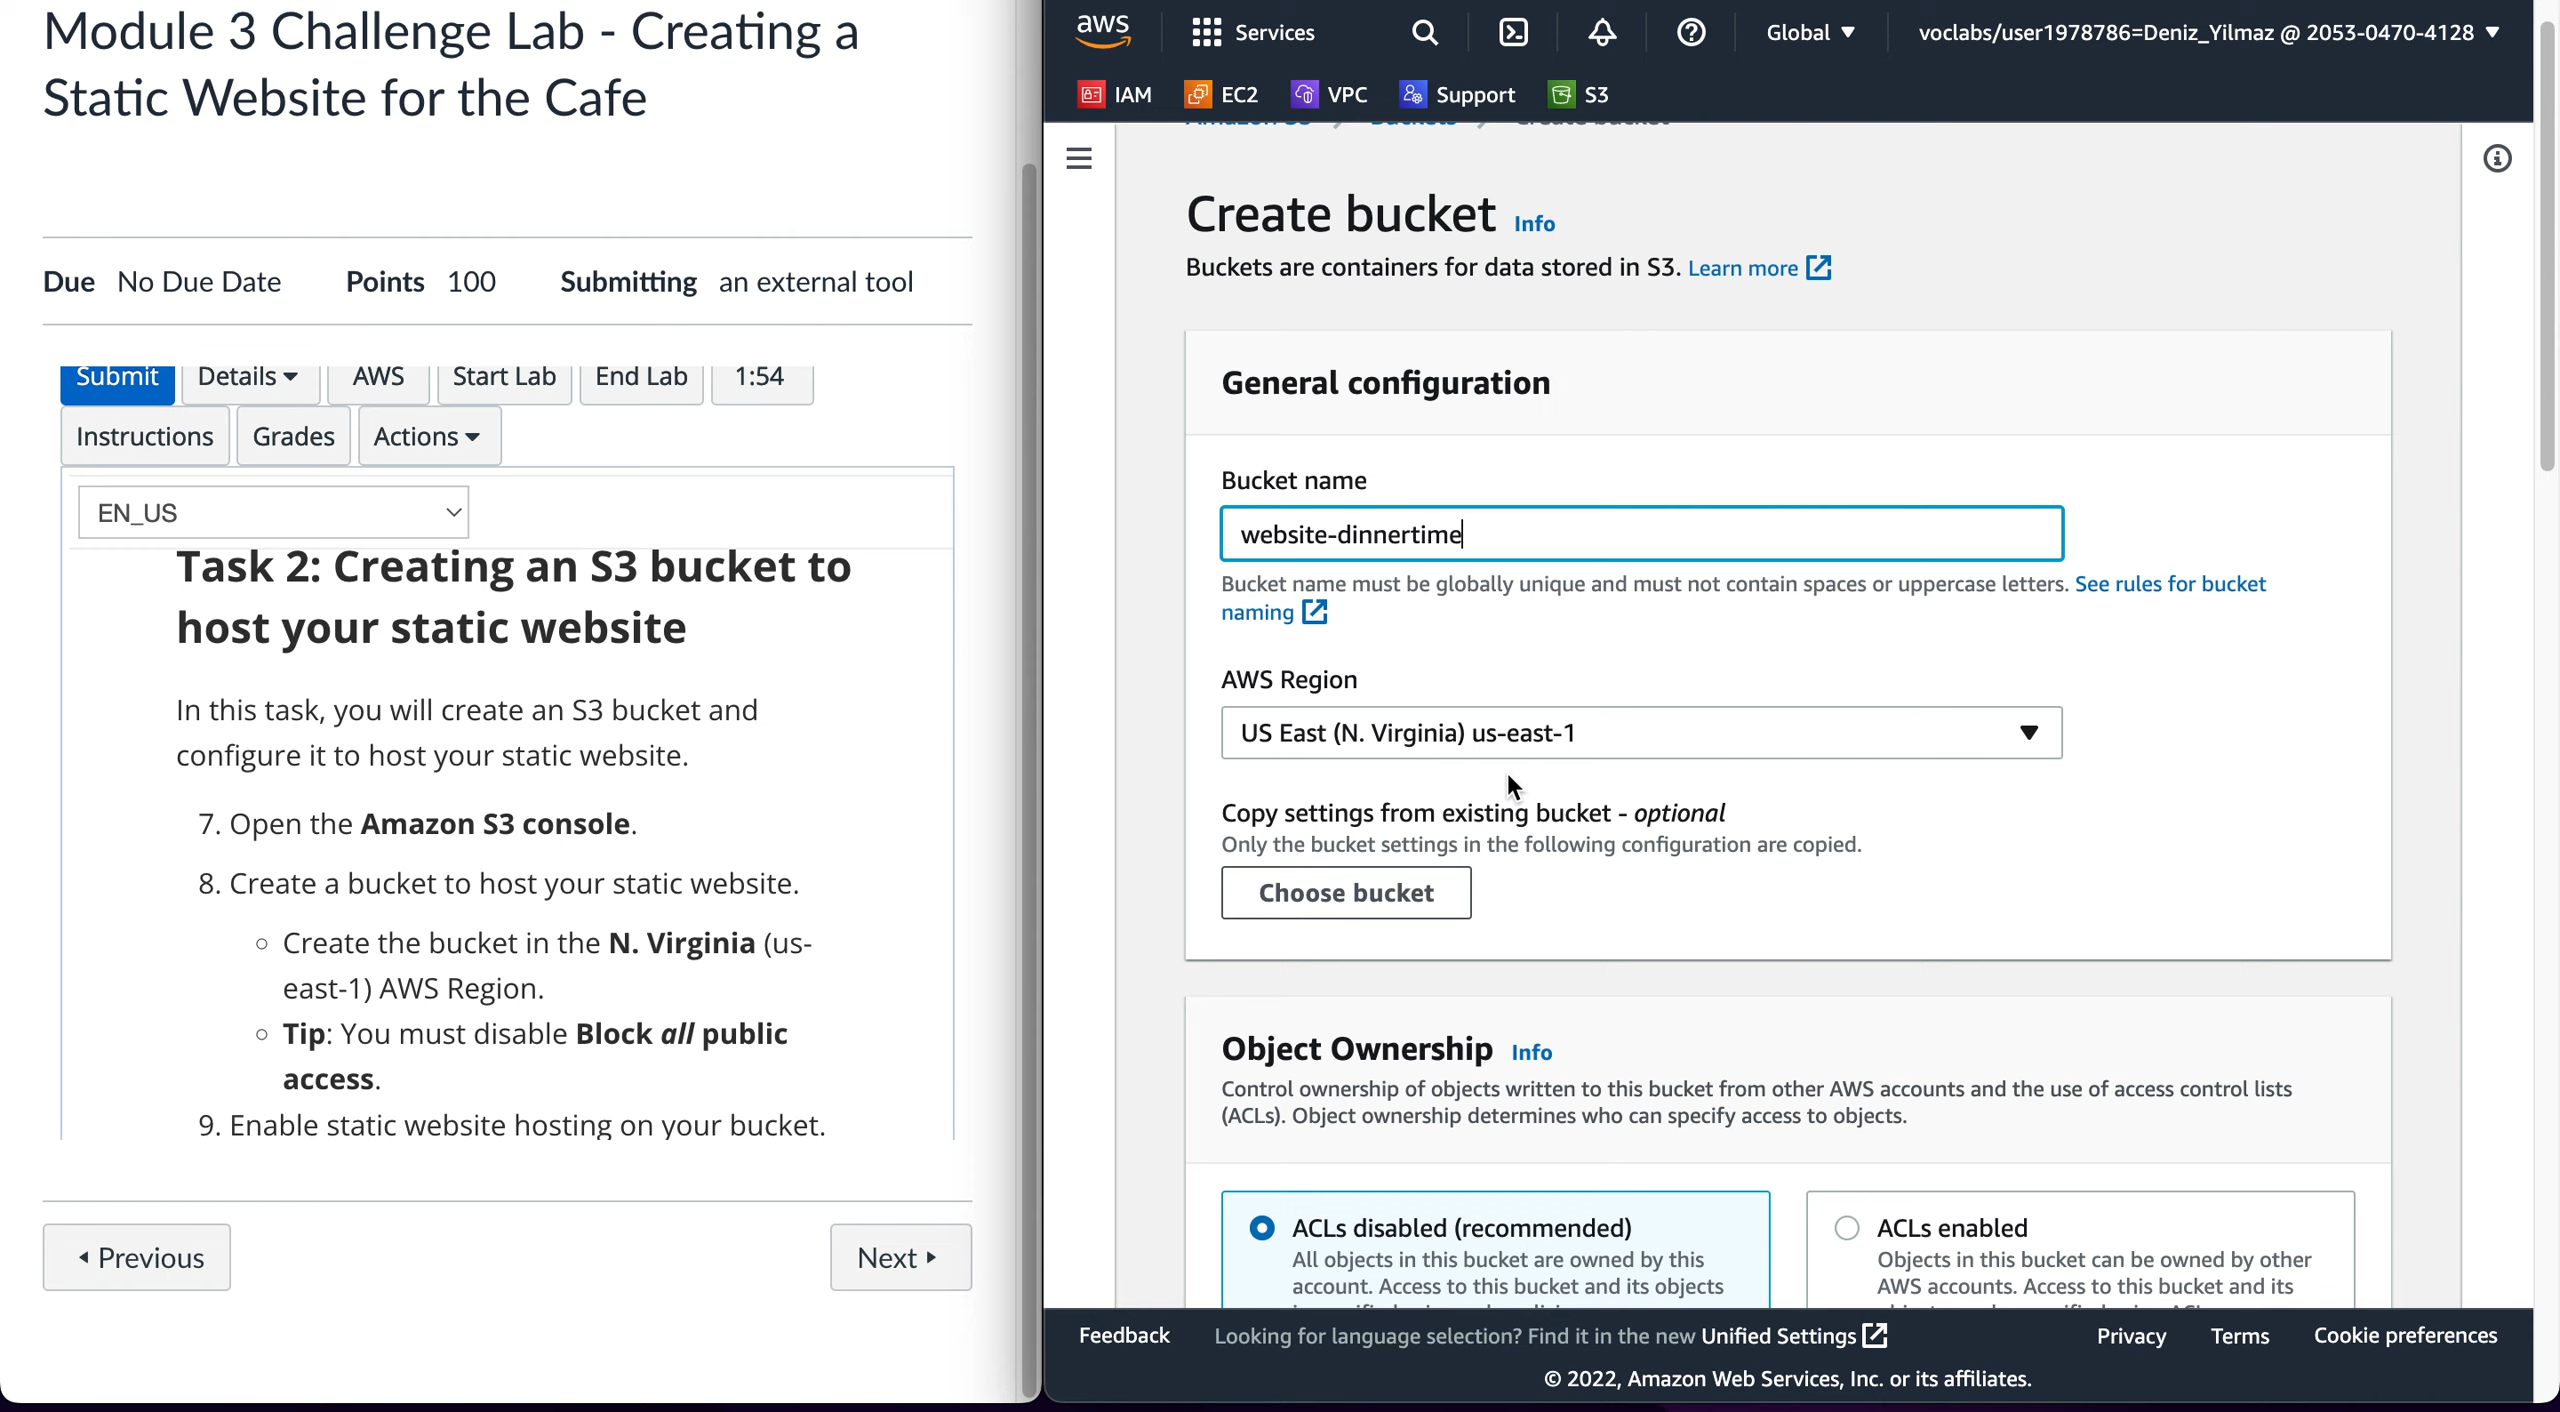 Module 3 Challenge Lab - Creating a
Static Website for the Cafe
Due No Due Date Points 100 Submitting an external tool
Submit Details AWS Start Lab End Lab 1:54
Instructions Grades Actions
EN_US
Task 2: Creating an S3 bucket to
host your static website
In this task, you will create an S3 bucket and
configure it to host your static website.
7. Open the Amazon S3 console.
8. Create a bucket to host your static website.
Create the bucket in the N. Virginia (us-
east-1) AWS Region.
Tip: You must disable Block all public
access.
9. Enable static website hosting on your bucket.
Previous Next
aws Services Global voclabs/user1978786=Deniz_Yilmaz @ 2053-0470-4128
IAM EC2 VPC Support S3
Amazon S3 Buckets Create bucket
Create bucket Info
Buckets are containers for data stored in S3. Learn more
General configuration
Bucket name
website-dinnertime
Bucket name must be globally unique and must not contain spaces or uppercase letters. See rules for bucket
naming
AWS Region
US East (N. Virginia) us-east-1
Copy settings from existing bucket - optional
Only the bucket settings in the following configuration are copied.
Choose bucket
Object Ownership Info
Control ownership of objects written to this bucket from other AWS accounts and the use of access control lists
(ACLs). Object ownership determines who can specify access to objects.
ACLs disabled (recommended)
All objects in this bucket are owned by this
account. Access to this bucket and its objects
ACLs enabled
Objects in this bucket can be owned by other
AWS accounts. Access to this bucket and its
Feedback Looking for language selection? Find it in the new Unified Settings Privacy Terms Cookie preferences
© 2022, Amazon Web Services, Inc. or its affiliates.